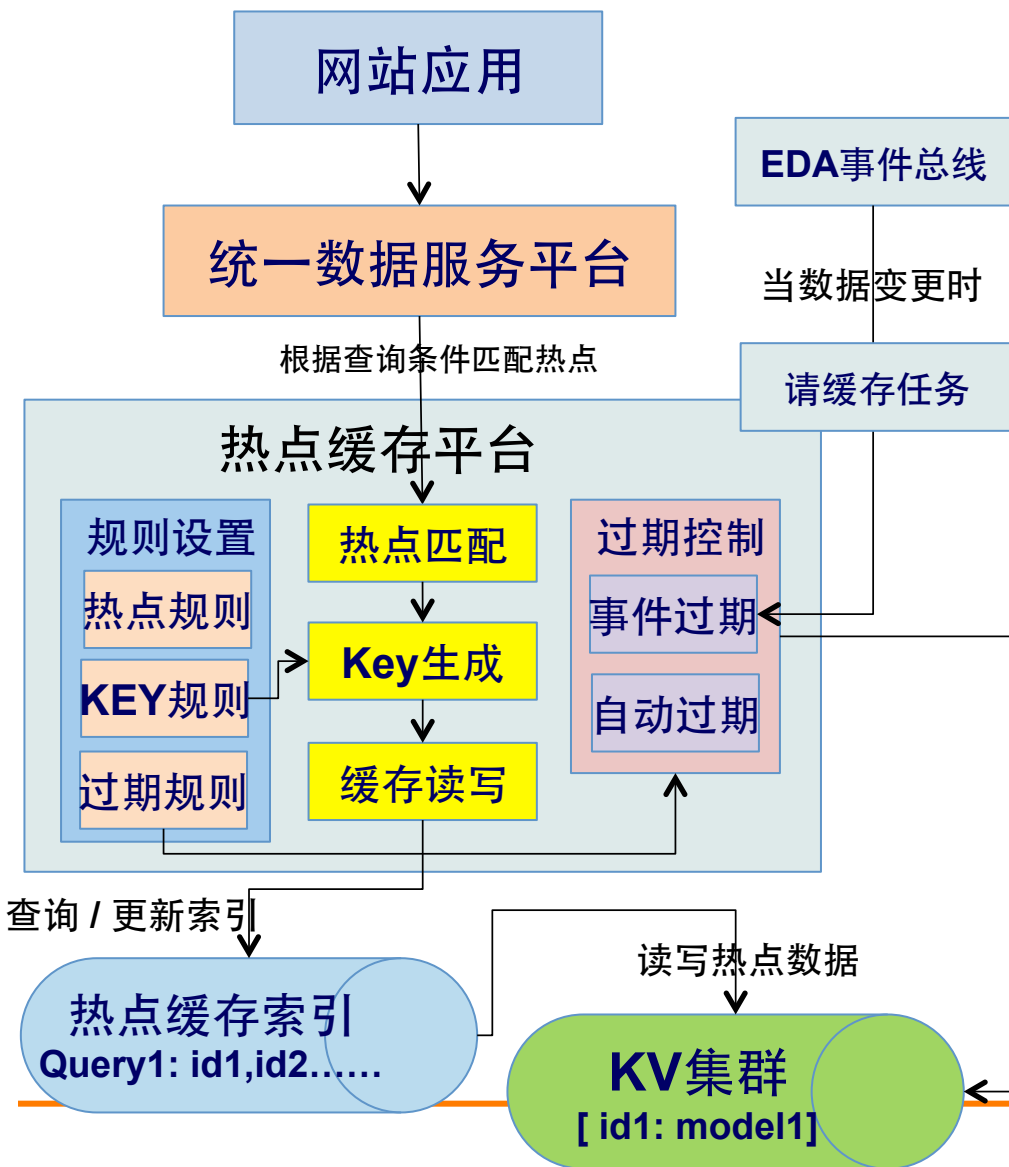 网站应用
EDA事件总线
统一数据服务平台
当数据变更时
根据查询条件匹配热点
请缓存任务
热点缓存平台
规则设置
热点规则
KEY规则
过期规则
热点匹配
Key生成
缓存读写
过期控制
事件过期
自动过期
查询 / 更新索引
读写热点数据
热点缓存索引
Query1: id1,id2……
KV集群
[ id1: model1]